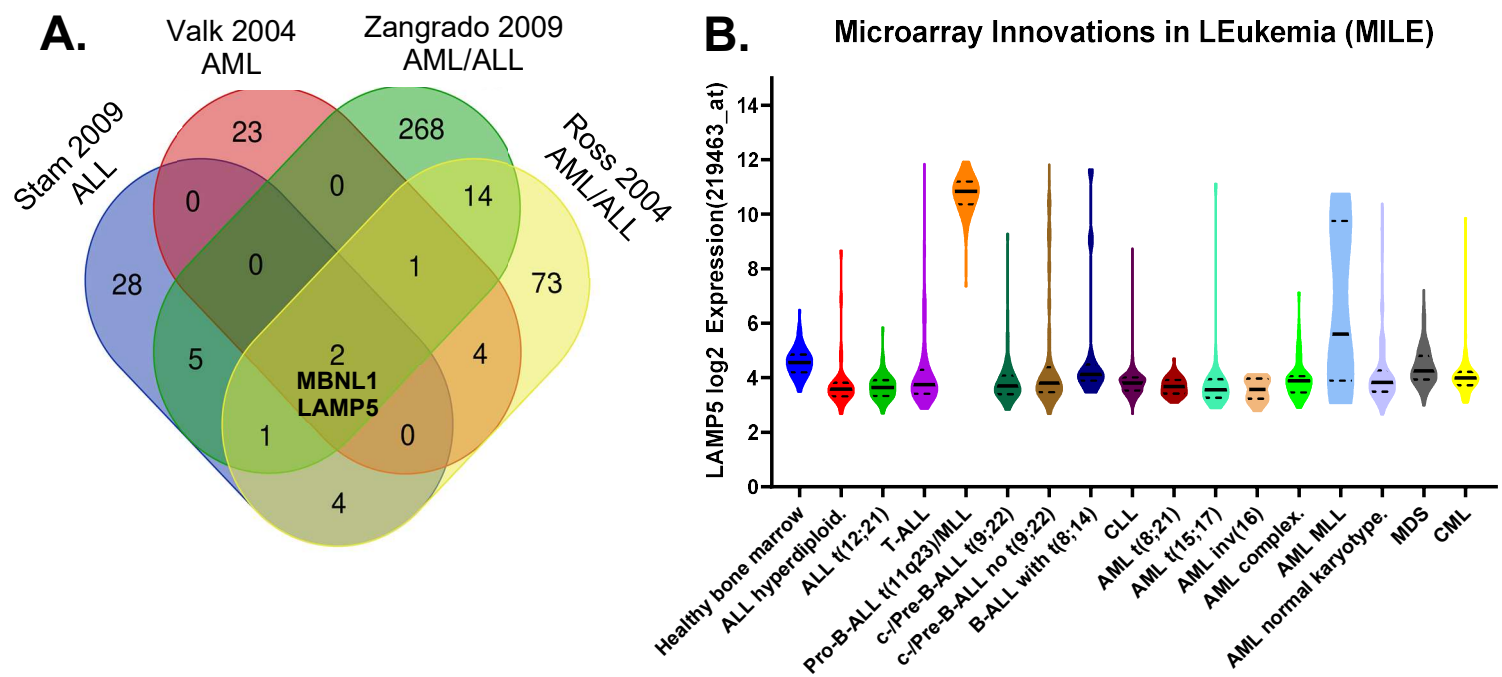 A.
Valk 2004
AML
Zangrado 2009
AML/ALL
Stam 2009
ALL
Ross 2004
AML/ALL
23
268
0
0
14
28
0
1
73
5
2
MBNL1
LAMP5
4
1
0
4
B.
Microarray Innovations in LEukemia (MILE)
LAMP5 log2 Expression(219463_at)
14
12
10
8
6
4
2
0
Healthy bone marrow
ALL hyperdiploid.
ALL t(12;21)
T-ALL
Pro-B-ALL t(11q23)/MLL
c-/Pre-B-ALL t(9;22)
c-/Pre-B-ALL no t(9;22)
B-ALL with t(8;14)
CLL
AML t(8;21)
AML t(15;17)
AML inv(16)
AML complex.
AML MLL
AML normal karyotype.
MDS
CML